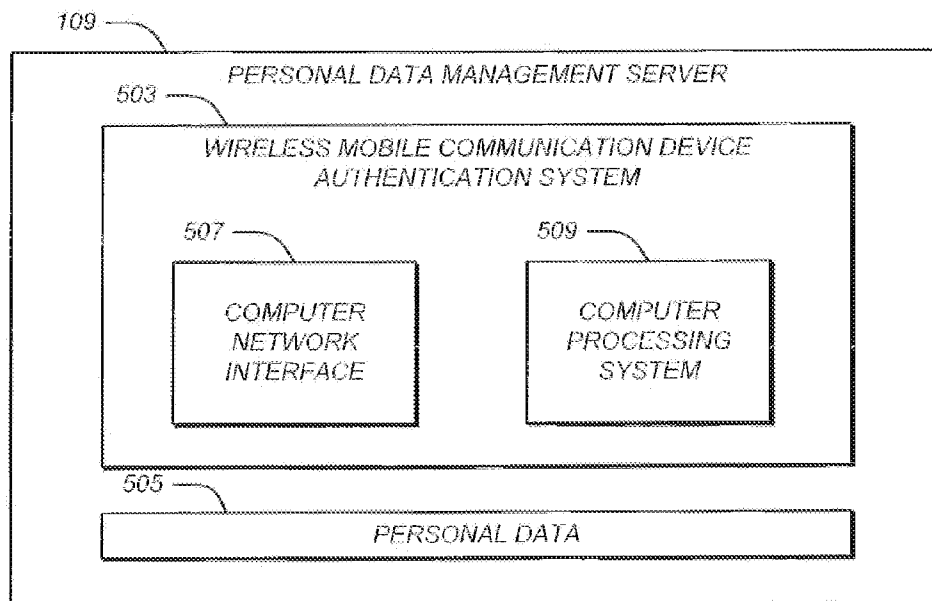 109
PERSONAL DATA MANAGEMENT SERVER
503
WIRELESS MOBILE COMMUNICATION DEVICE
AUTHENTICATION SYSTEM
507
509
COMPUTER
NETWORK
INTERFACE
COMPUTER
PROCESSING
SYSTEM
505
PERSONAL DATA